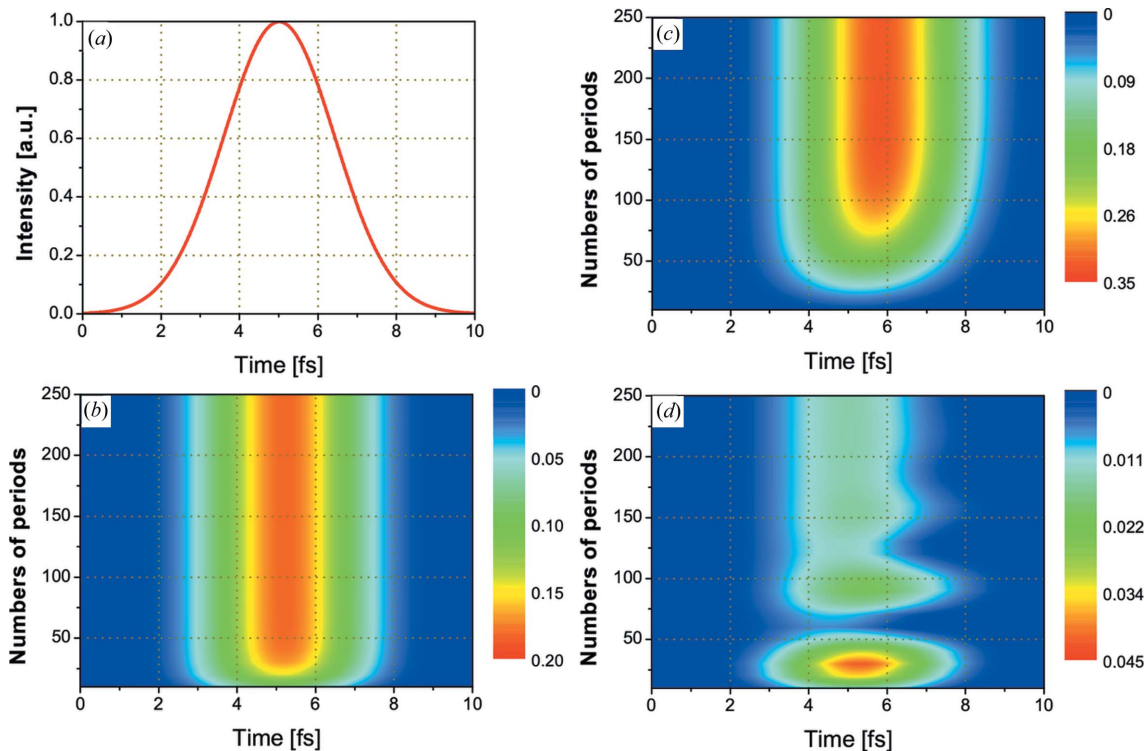 (a)
Intensity [a.u.]
1.0
0.8
0.6
0.4
0.2
0.0
0 2 4 6 8 10
Time [fs]
(c)
Numbers of periods
250
200
150
100
50
0 2 4 6 8 10
Time [fs]
0
0.09
0.18
0.26
0.35
(b)
Numbers of periods
250
200
150
100
50
0 2 4 6 8 10
Time [fs]
0
0.05
0.10
0.15
0.20
(d)
Numbers of periods
250
200
150
100
50
0 2 4 6 8 10
Time [fs]
0
0.011
0.022
0.034
0.045